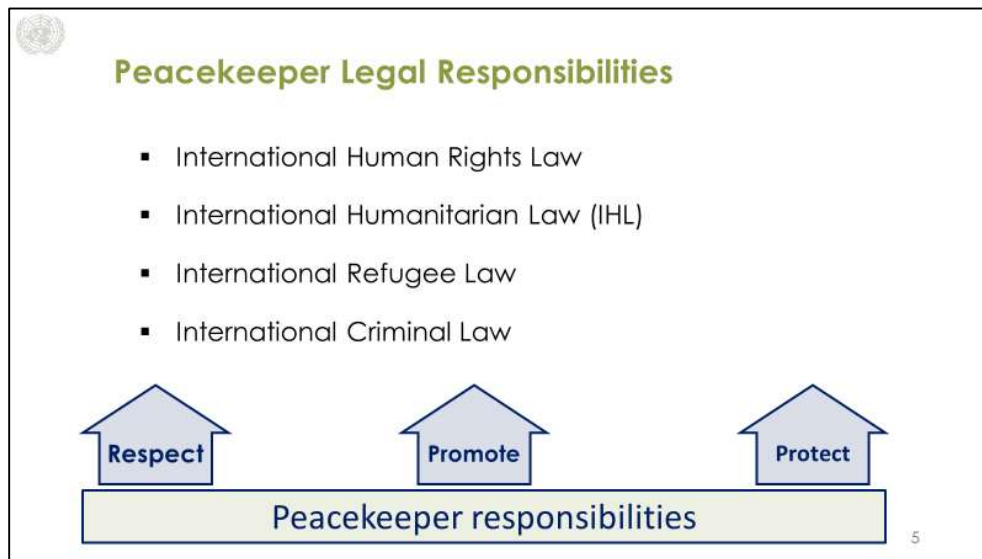 Peacekeeper Legal Responsibilities
▪ International Human Rights Law
▪ International Humanitarian Law (IHL)
▪ International Refugee Law
▪ International Criminal Law
Respect
Promote
Protect
Peacekeeper responsibilities
5